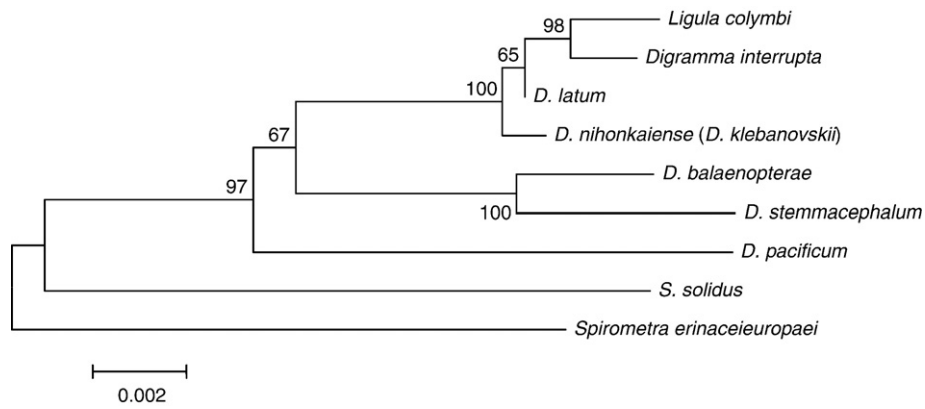 Ligula colymbi
98
Digramma interrupta
65
D. latum
100
D. nihonkaiense (D. klebanovskii)
67
D. balaenopterae
97
100
D. stemmacephalum
D. pacificum
S. solidus
Spirometra erinaceieuropaei
0.002